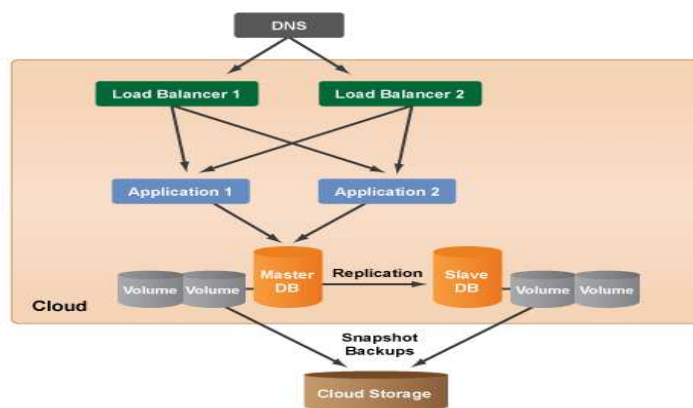 DNS
Load Balancer 1
Load Balancer 2
Application 1
Application 2
Master
DB
Replication
Slave
DB
Volume
Volume
Volume
Volume
Cloud
Snapshot
Backups
Cloud Storage